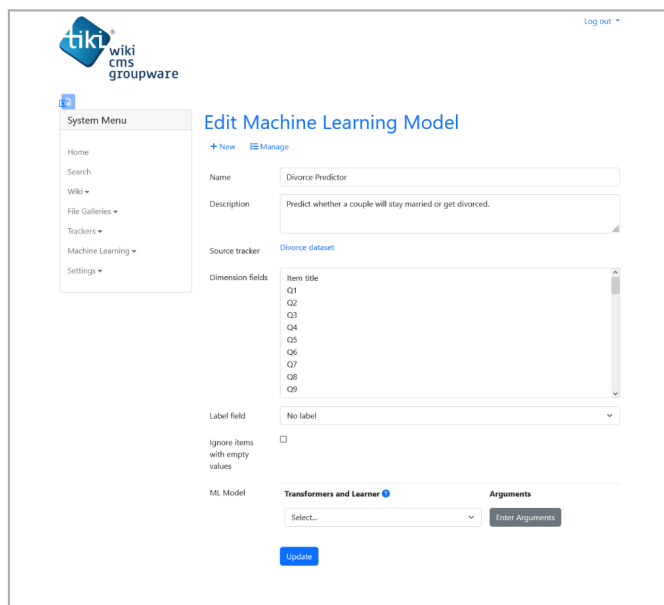 Log out
tiki
wiki
cms
groupware
System Menu
Home
Search
Wiki
File Galleries
Trackers
Machine Learning
Settings
Edit Machine Learning Model
+ New Manage
Name Divorce Predictor
Description Predict whether a couple will stay married or get divorced.
Source tracker Divorce dataset
Dimension fields Item title
Q1
Q2
Q3
Q4
Q5
Q6
Q7
Q8
Q9
Label field No label
Ignore items
with empty
values
ML Model Transformers and Learner ? Arguments
Select... Enter Arguments
Update